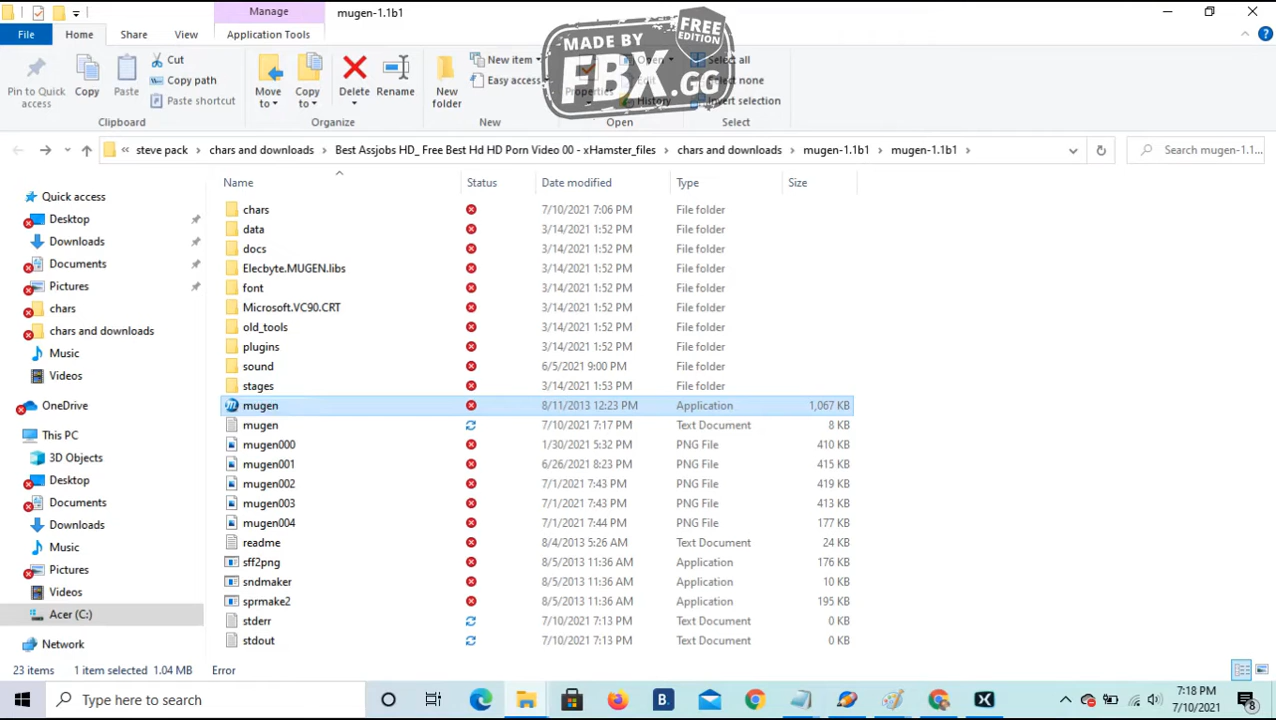 Manage
mugen-1.1b1
File
Home
Share
View
Application Tools
Pin to Quick access
Copy
Paste
Cut
Copy path
Paste shortcut
Clipboard
Move to
Copy to
Delete
Rename
Organize
New folder
New item
Easy access
New
Properties
Open
Edit
History
Open
Select all
Select none
Invert selection
Select
MADE BY
FREE EDITION
FBX.GG
« steve pack > chars and downloads > Best Assjobs HD_ Free Best Hd HD Porn Video 00 - xHamster_files > chars and downloads > mugen-1.1b1 > mugen-1.1b1 >
Search mugen-1.1...
Name Status Date modified Type Size
Quick access
Desktop
Downloads
Documents
Pictures
chars
chars and downloads
Music
Videos
OneDrive
This PC
3D Objects
Desktop
Documents
Downloads
Music
Pictures
Videos
Acer (C:)
Network
chars 7/10/2021 7:06 PM File folder
data 3/14/2021 1:52 PM File folder
docs 3/14/2021 1:52 PM File folder
Elecbyte.MUGEN.libs 3/14/2021 1:52 PM File folder
font 3/14/2021 1:52 PM File folder
Microsoft.VC90.CRT 3/14/2021 1:52 PM File folder
old_tools 3/14/2021 1:52 PM File folder
plugins 3/14/2021 1:52 PM File folder
sound 6/5/2021 9:00 PM File folder
stages 3/14/2021 1:53 PM File folder
mugen 8/11/2013 12:23 PM Application 1,067 KB
mugen 7/10/2021 7:17 PM Text Document 8 KB
mugen000 1/30/2021 5:32 PM PNG File 410 KB
mugen001 6/26/2021 8:23 PM PNG File 415 KB
mugen002 7/1/2021 7:43 PM PNG File 419 KB
mugen003 7/1/2021 7:43 PM PNG File 413 KB
mugen004 7/1/2021 7:44 PM PNG File 177 KB
readme 8/4/2013 5:26 AM Text Document 24 KB
sff2png 8/5/2013 11:36 AM Application 176 KB
sndmaker 8/5/2013 11:36 AM Application 10 KB
sprmake2 8/5/2013 11:36 AM Application 195 KB
stderr 7/10/2021 7:13 PM Text Document 0 KB
stdout 7/10/2021 7:13 PM Text Document 0 KB
23 items 1 item selected 1.04 MB Error
Type here to search
B.
7:18 PM
7/10/2021
8